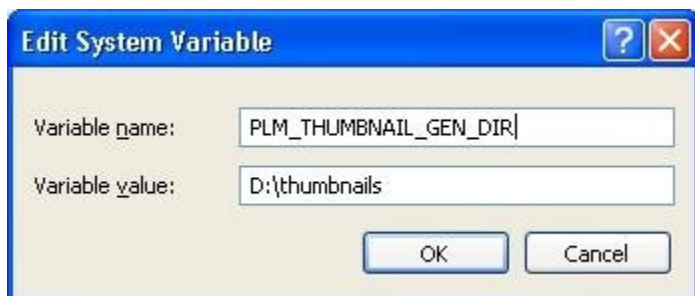 Edit System Variable
Variable name: PLM_THUMBNAIL_GEN_DIR
Variable value: D:\thumbnails
OK Cancel